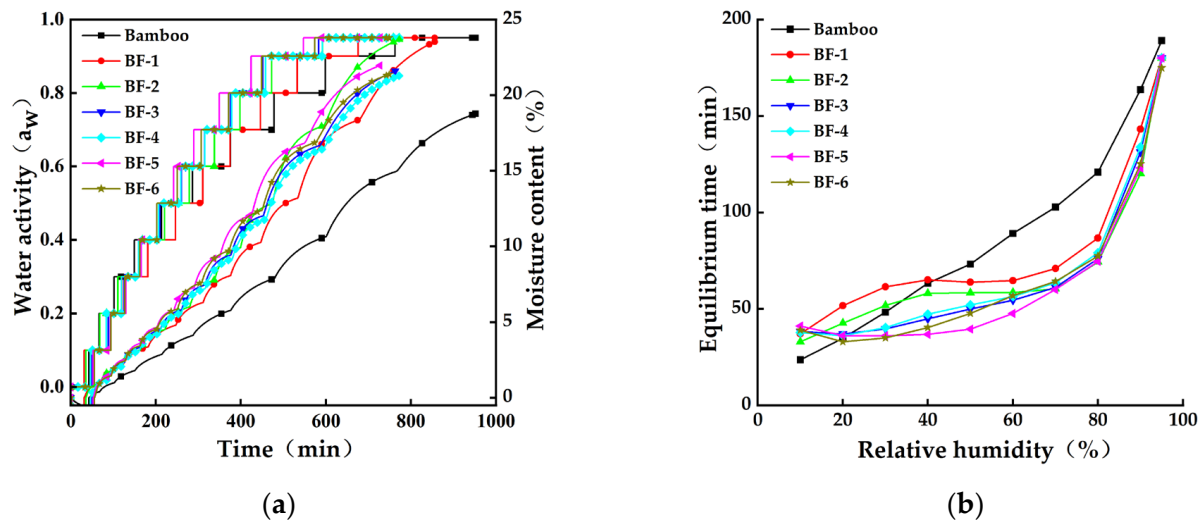 1.0
0.8
0.6
0.4
0.2
0.0
Water activity（aw）
25
20
15
10
5
0
Moisture content（%）
Bamboo
BF-1
BF-2
BF-3
BF-4
BF-5
BF-6
0 200 400 600 800 1000
Time（min）
(a)
200
150
100
50
0
Equilibrium time（min）
Bamboo
BF-1
BF-2
BF-3
BF-4
BF-5
BF-6
0 20 40 60 80 100
Relative humidity（%）
(b)